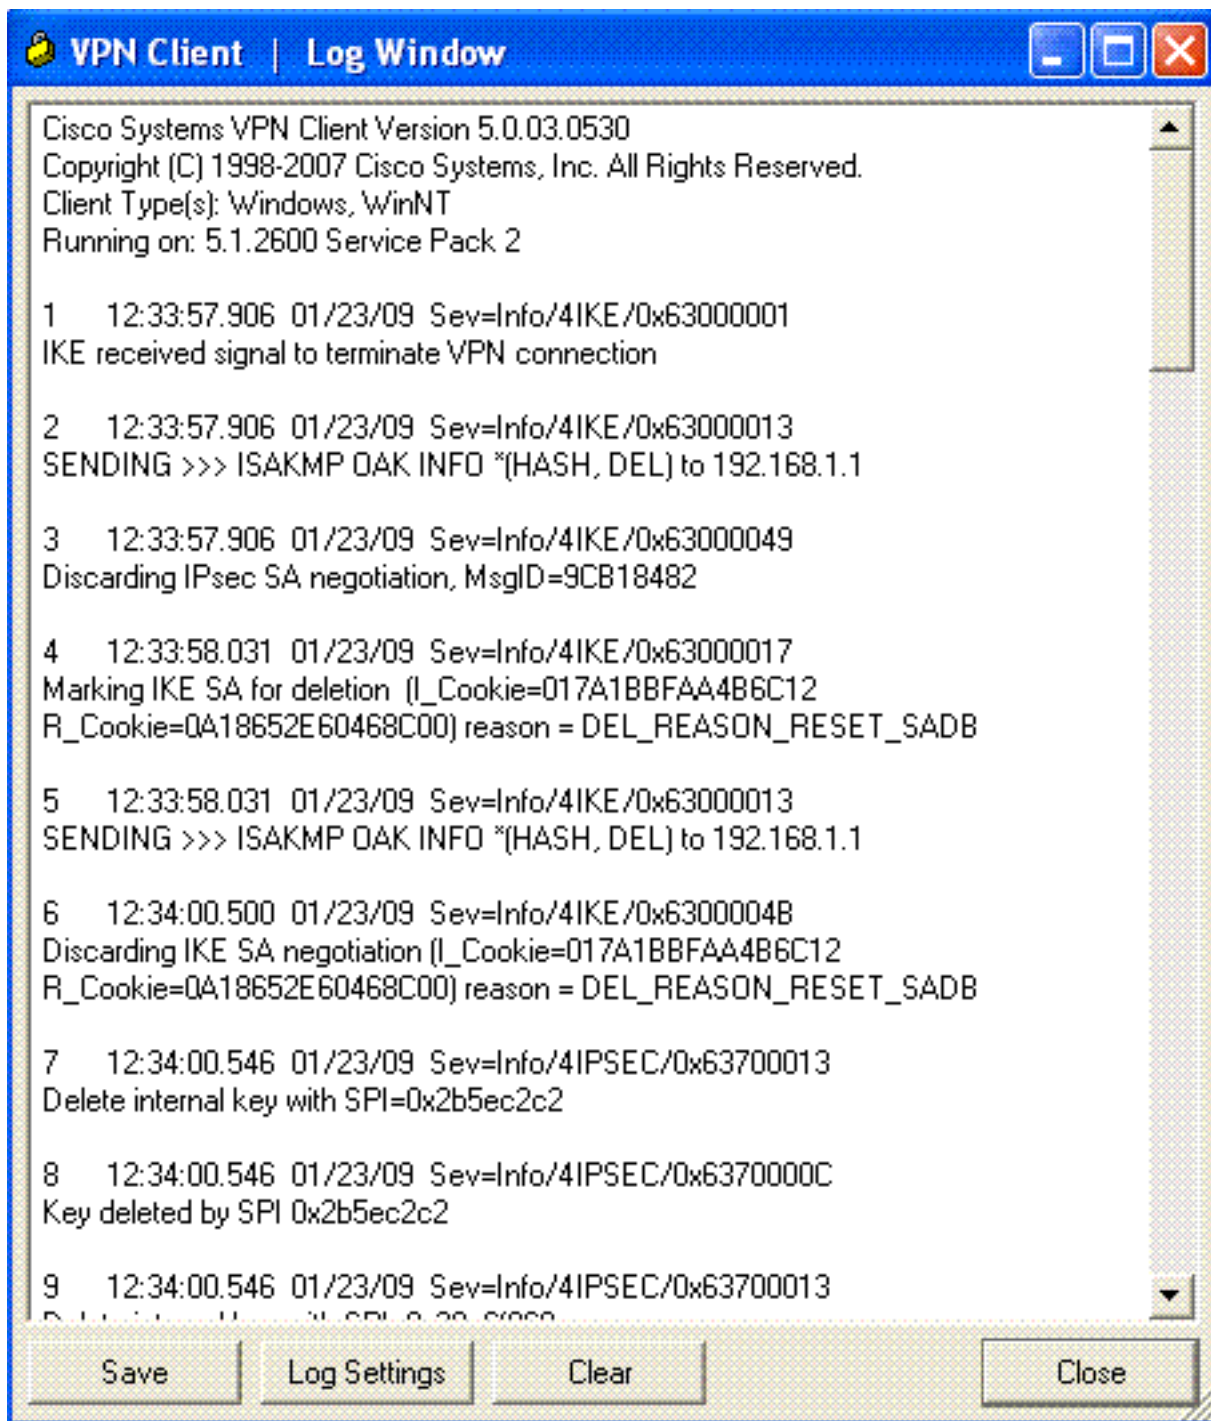 VPN Client | Log Window
Cisco Systems VPN Client Version 5.0.03.0530
Copyright (C) 1998-2007 Cisco Systems, Inc. All Rights Reserved.
Client Type(s): Windows, WinNT
Running on: 5.1.2600 Service Pack 2
1 12:33:57.906 01/23/09 Sev=Info/4IKE/0x63000001
IKE received signal to terminate VPN connection
2 12:33:57.906 01/23/09 Sev=Info/4IKE/0x63000013
SENDING >>> ISAKMP OAK INFO *(HASH, DEL) to 192.168.1.1
3 12:33:57.906 01/23/09 Sev=Info/4IKE/0x63000049
Discarding IPsec SA negotiation, MsgID=9CB18482
4 12:33:58.031 01/23/09 Sev=Info/4IKE/0x63000017
Marking IKE SA for deletion (I_Cookie=017A1BBFAA4B6C12
R_Cookie=0A18652E60468C00) reason = DEL_REASON_RESET_SADB
5 12:33:58.031 01/23/09 Sev=Info/4IKE/0x63000013
SENDING >>> ISAKMP OAK INFO *(HASH, DEL) to 192.168.1.1
6 12:34:00.500 01/23/09 Sev=Info/4IKE/0x6300004B
Discarding IKE SA negotiation (I_Cookie=017A1BBFAA4B6C12
R_Cookie=0A18652E60468C00) reason = DEL_REASON_RESET_SADB
7 12:34:00.546 01/23/09 Sev=Info/4IPSEC/0x63700013
Delete internal key with SPI=0x2b5ec2c2
8 12:34:00.546 01/23/09 Sev=Info/4IPSEC/0x6370000C
Key deleted by SPI 0x2b5ec2c2
9 12:34:00.546 01/23/09 Sev=Info/4IPSEC/0x63700013
Save Log Settings Clear Close